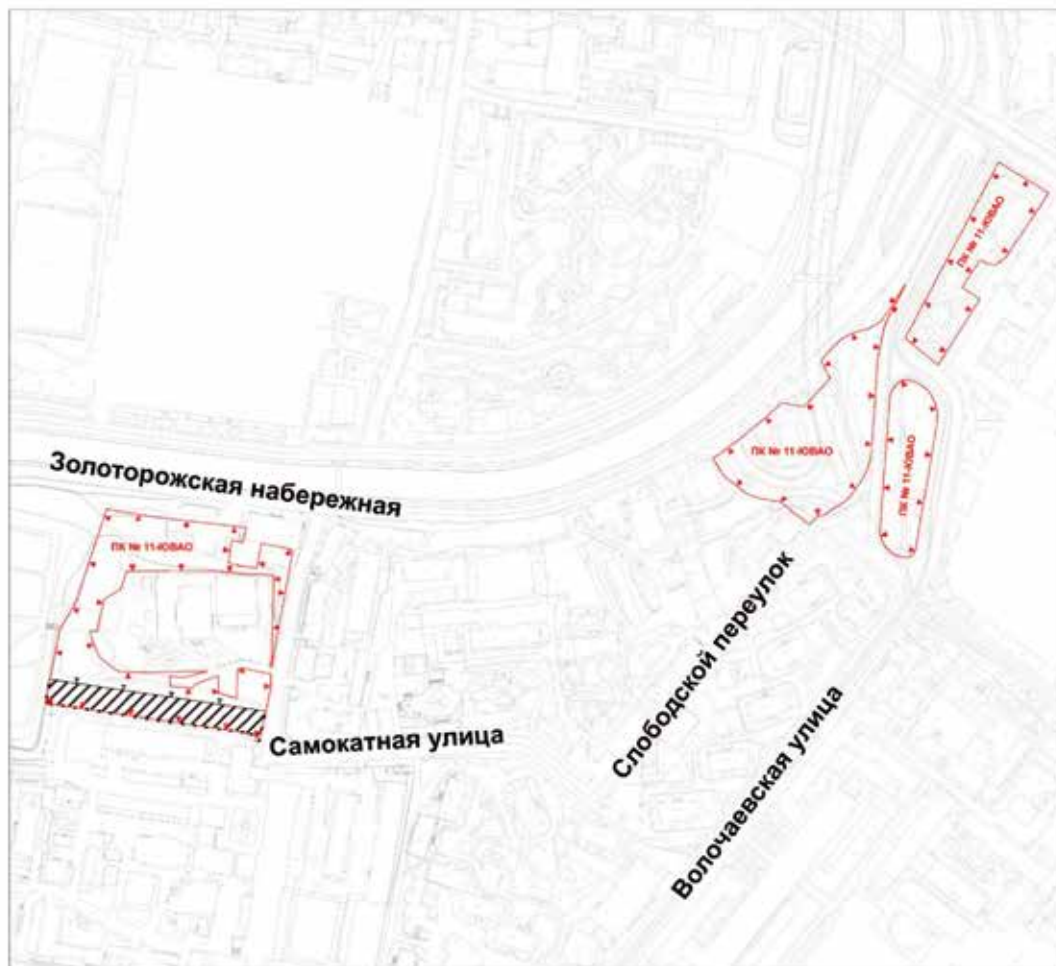 ПК № 11-ЮВАО
Золоторожская набережная
ПК № 11-ЮВАО
ПК № 11-ЮВАО
ПК № 11-ЮВАО
Слободской переулок
Самокатная улица
Волочаевская улица